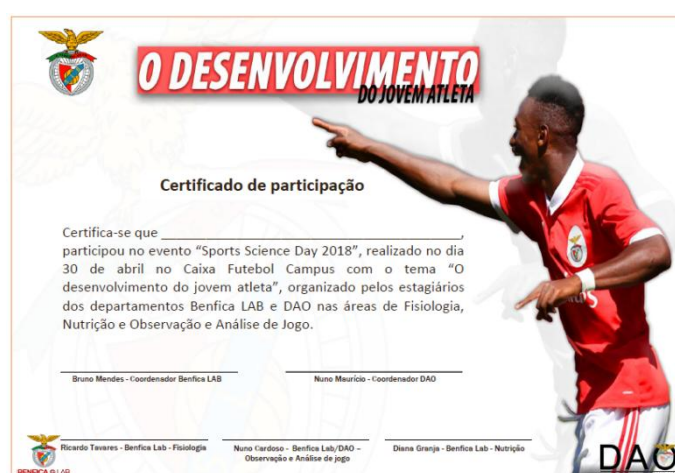 O DESENVOLVIMENTO
DO JOVEM ATLETA
Certificado de participação
Certifica-se que ________________________________________,
participou no evento “Sports Science Day 2018”, realizado no dia
30 de abril no Caixa Futebol Campus com o tema “O
desenvolvimento do jovem atleta”, organizado pelos estagiários
dos departamentos Benfica LAB e DAO nas áreas de Fisiologia,
Nutrição e Observação e Análise de Jogo.
Bruno Mendes - Coordenador Benfica LAB
Nuno Maurício - Coordenador DAO
Ricardo Tavares - Benfica Lab - Fisiologia
Nuno Cardoso - Benfica Lab/DAO –
Observação e Análise de jogo
Diana Granja - Benfica Lab - Nutrição
BENFICA LAB
DAO